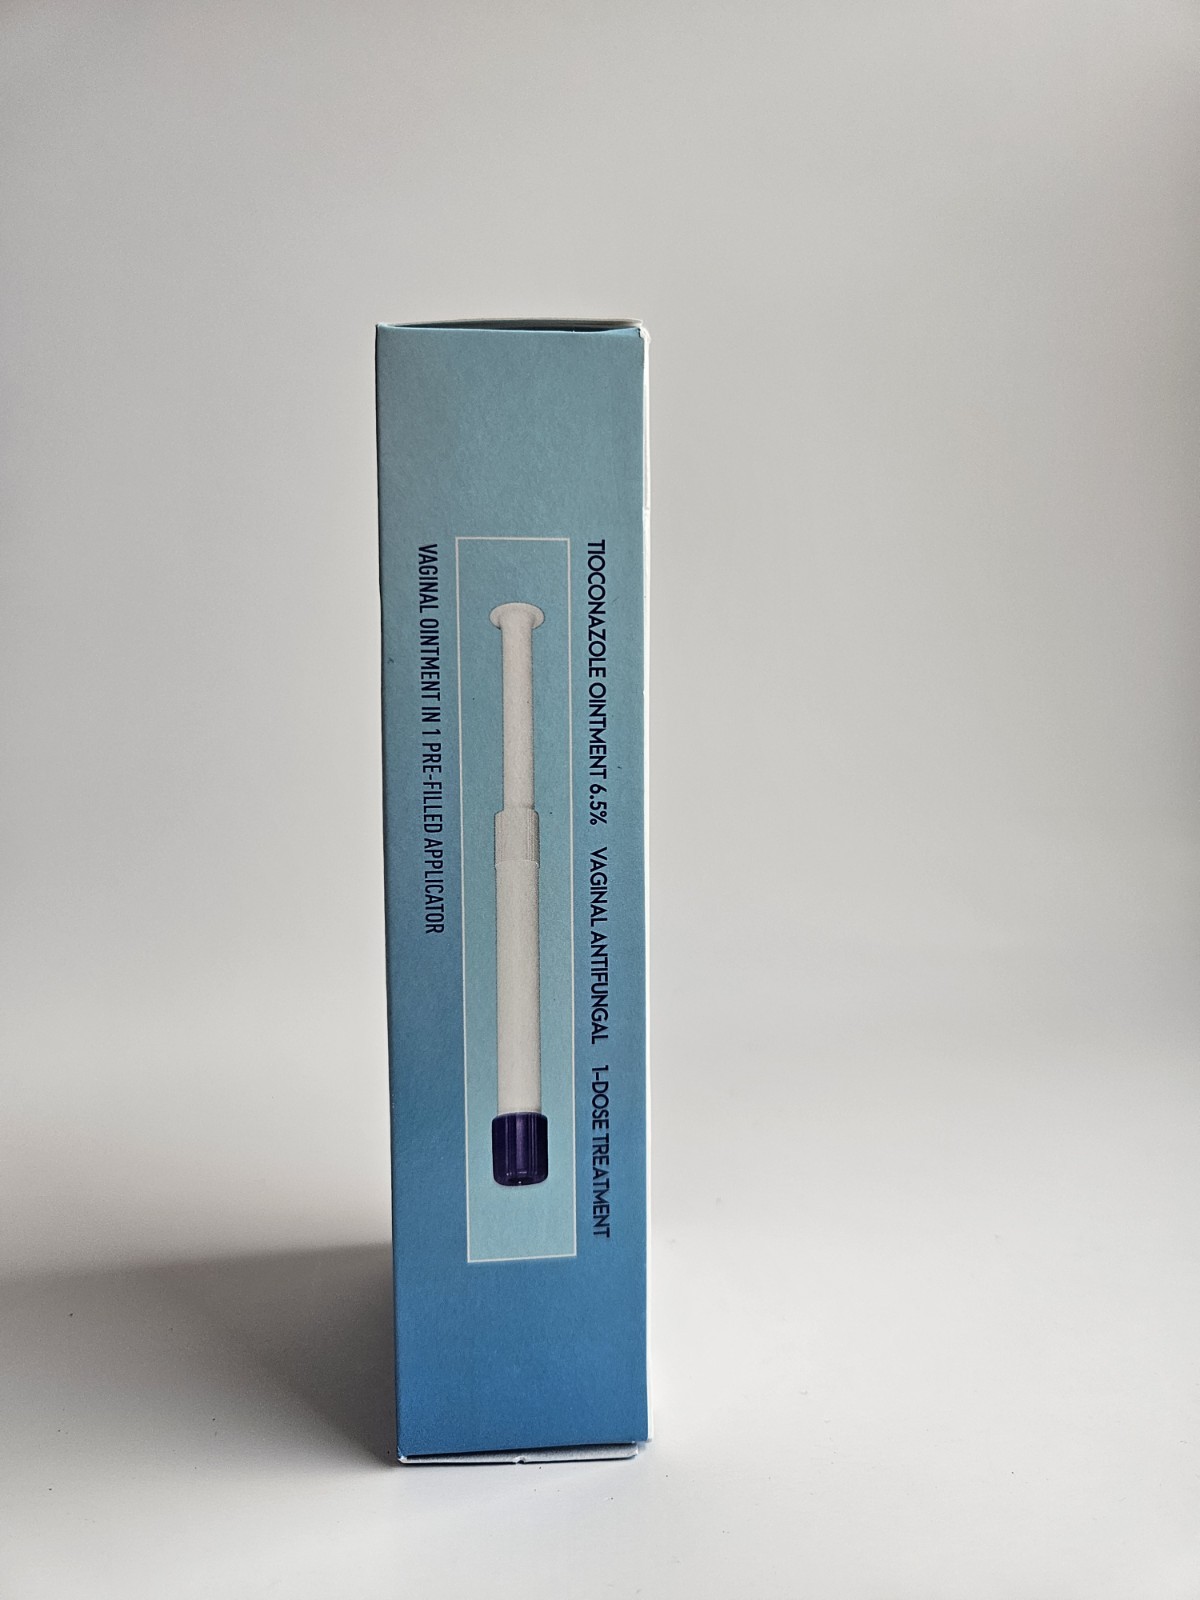 TIOCONAZOLE OINTMENT 6.5% VAGINAL ANTIFUNGAL 1-DOSE TREATMENT
VAGINAL OINTMENT IN 1 PRE-FILLED APPLICATOR